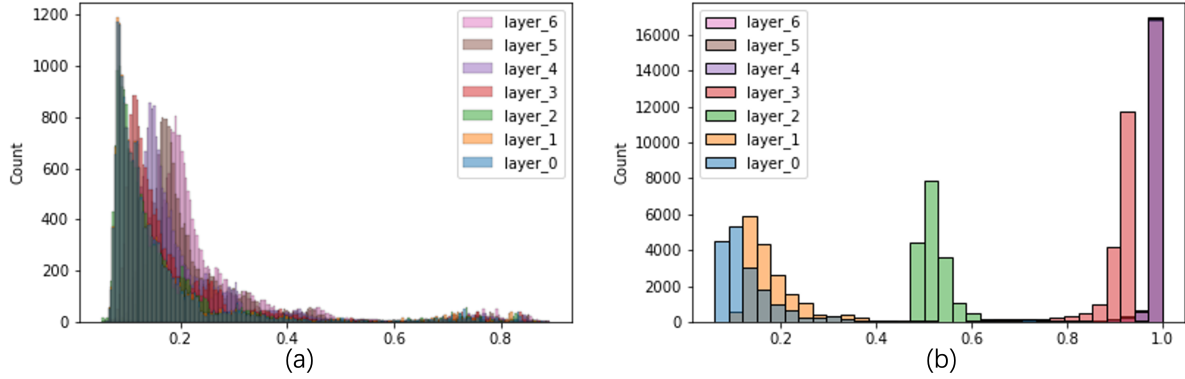 1200
1000
800
600
400
200
0
Count
layer_6
layer_5
layer_4
layer_3
layer_2
layer_1
layer_0
0.2 0.4 0.6 0.8
(a)
16000
14000
12000
10000
8000
6000
4000
2000
0
Count
layer_6
layer_5
layer_4
layer_3
layer_2
layer_1
layer_0
0.2 0.4 0.6 0.8 1.0
(b)